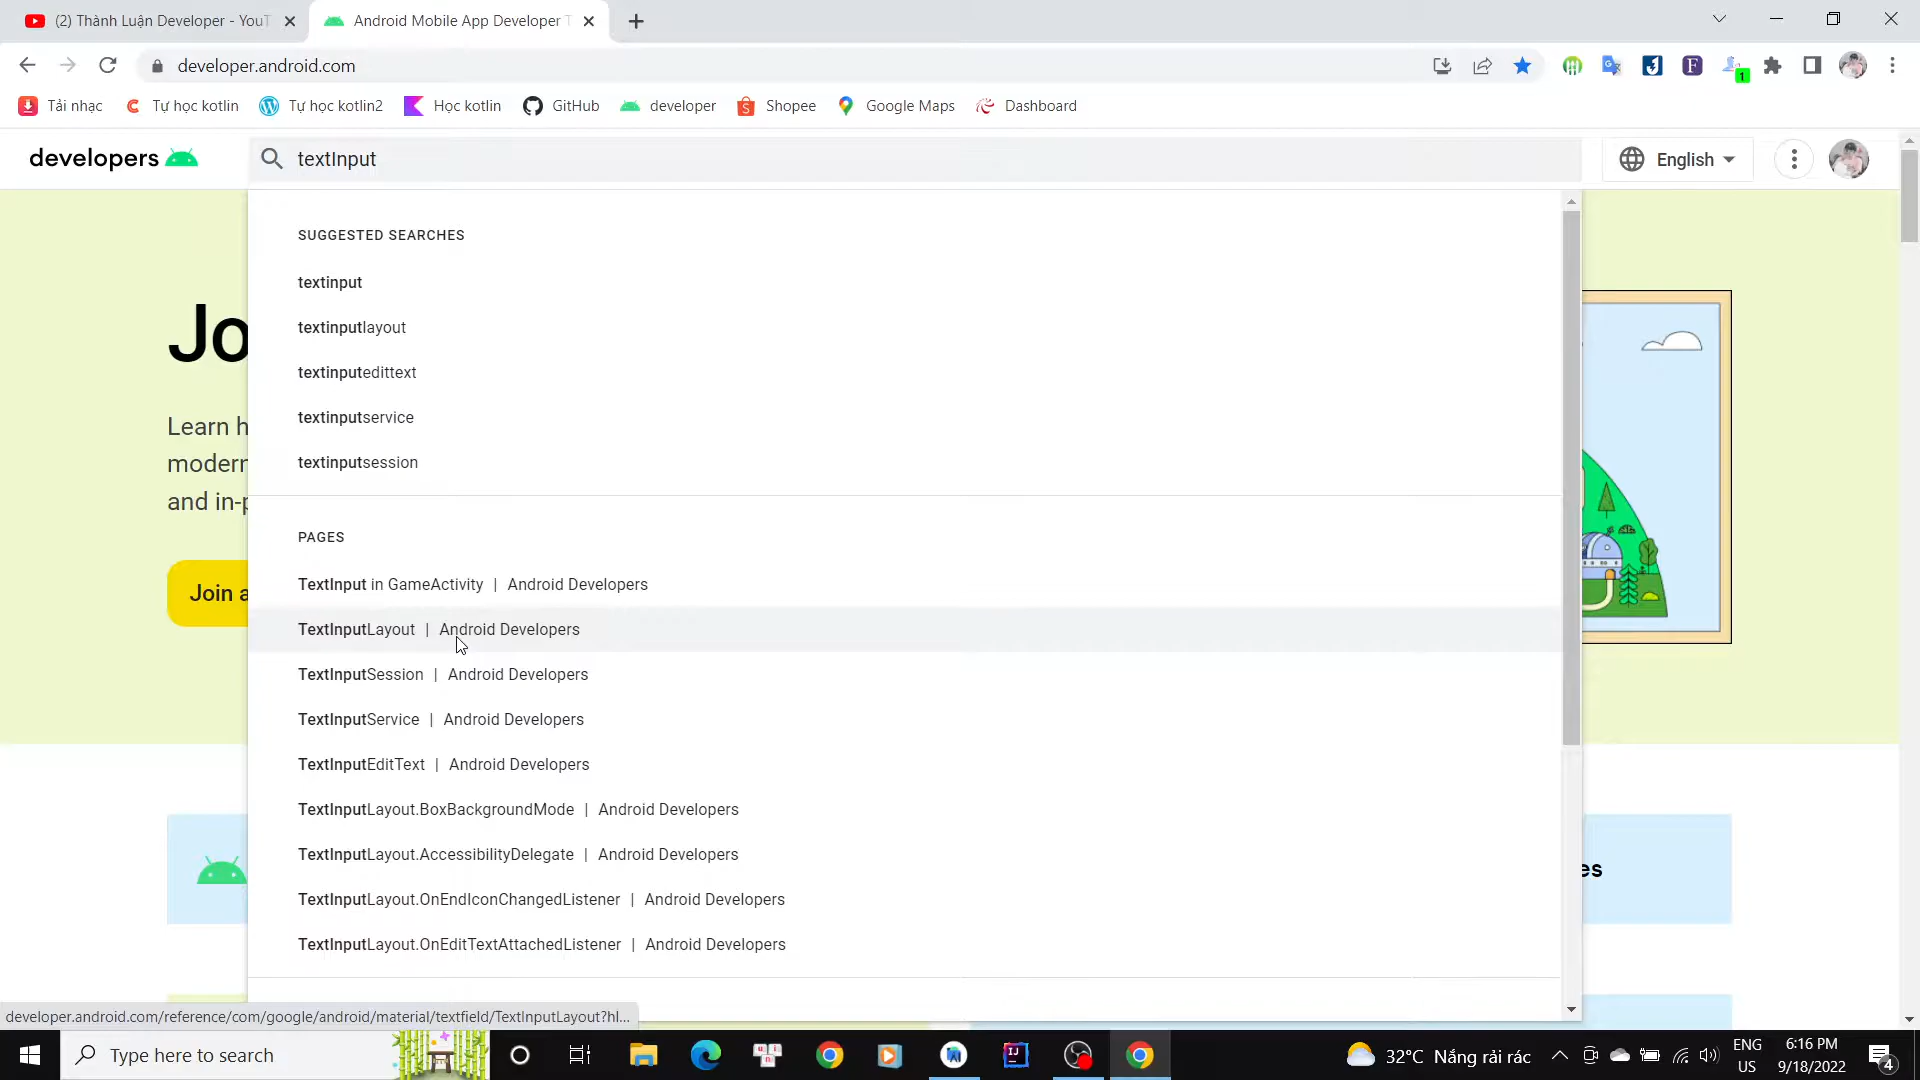 (2) Thành Luận Developer - YouT
Android Mobile App Developer T
developer.android.com
1
Tải nhạc
Tự học kotlin
Tự học kotlin2
Học kotlin
GitHub
developer
Shopee
Google Maps
Dashboard
developers
textInput
English
SUGGESTED SEARCHES
textinput
textinputlayout
textinputedittext
textinputservice
textinputsession
Jo
Learn h
modern
and in-p
Join a
PAGES
TextInput in GameActivity | Android Developers
TextInputLayout | Android Developers
TextInputSession | Android Developers
TextInputService | Android Developers
TextInputEditText | Android Developers
TextInputLayout.BoxBackgroundMode | Android Developers
TextInputLayout.AccessibilityDelegate | Android Developers
es
TextInputLayout.OnEndIconChangedListener | Android Developers
TextInputLayout.OnEditTextAttachedListener | Android Developers
developer.android.com/reference/com/google/android/material/textfield/TextInputLayout?hl...
Type here to search
32°C Nắng rải rác
ENG
US
6:16 PM
9/18/2022
4